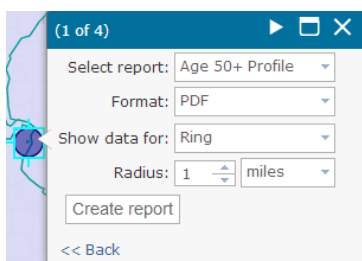 (1 of 4)
Select report: Age 50+ Profile
Format: PDF
Show data for: Ring
Radius: 1 miles
Create report
<< Back